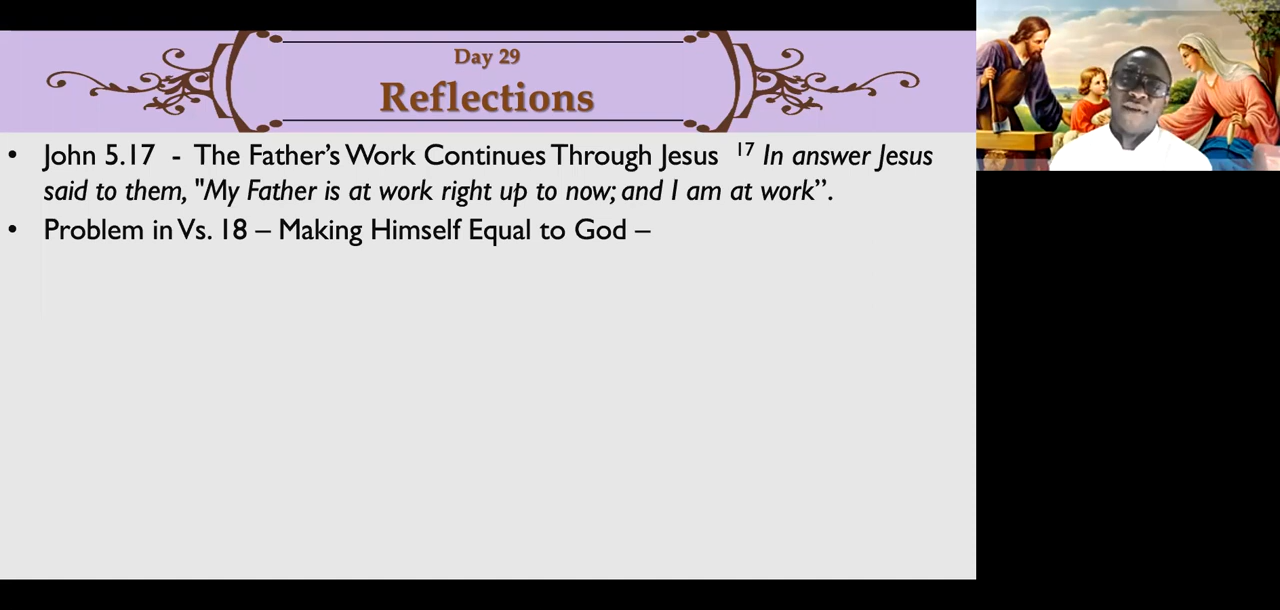 Day 29
Reflections
• John 5.17 - The Father's Work Continues Through Jesus 17 In answer Jesus
said to them, "My Father is at work right up to now; and I am at work”.
• Problem in Vs. 18 – Making Himself Equal to God –